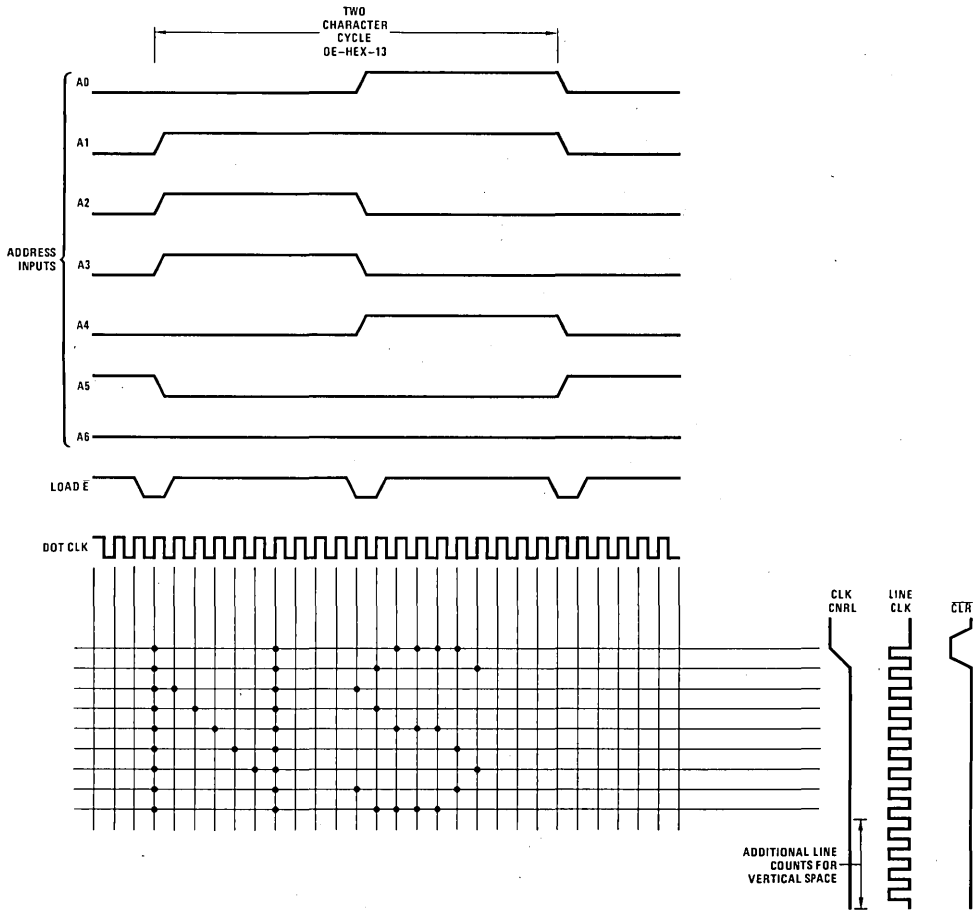 TWO
CHARACTER
CYCLE
OE-HEX-13
A0
A1
A2
A3
A4
A5
A6
ADDRESS
INPUTS
LOAD E̅
DOT CLK
CLK
CNRL
LINE
CLK
C̅L̅R̅
ADDITIONAL LINE
COUNTS FOR
VERTICAL SPACE